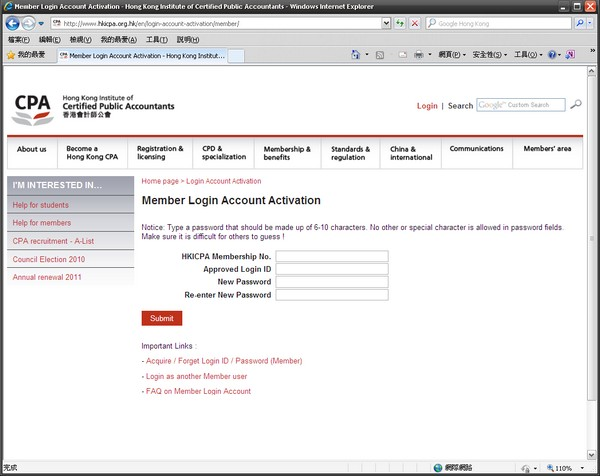 Member Login Account Activation - Hong Kong Institute of Certified Public Accountants - Windows Internet Explorer
http://www.hkicpa.org.hk/en/login-account-activation/member/
Google Hong Kong
檔案(F) 編輯(E) 檢視(V) 我的最愛(A) 工具(T) 說明(H)
我的最愛 Member Login Account Activation - Hong Kong Institut...
網頁(P) 安全性(S) 工具(O)
CPA
Hong Kong Institute of
Certified Public Accountants
香港會計師公會
Login | Search Google Custom Search
About us
Become a
Hong Kong CPA
Registration &
licensing
CPD &
specialization
Membership &
benefits
Standards &
regulation
China &
international
Communications
Members' area
I'M INTERESTED IN...
Help for students
Help for members
CPA recruitment - A-List
Council Election 2010
Annual renewal 2011
Home page > Login Account Activation
Member Login Account Activation
Notice: Type a password that should be made up of 6-10 characters. No other or special character is allowed in password fields.
Make sure it is difficult for others to guess !
HKICPA Membership No.
Approved Login ID
New Password
Re-enter New Password
Submit
Important Links :
- Acquire / Forget Login ID / Password (Member)
- Login as another Member user
- FAQ on Member Login Account
完成 網際網路 110%